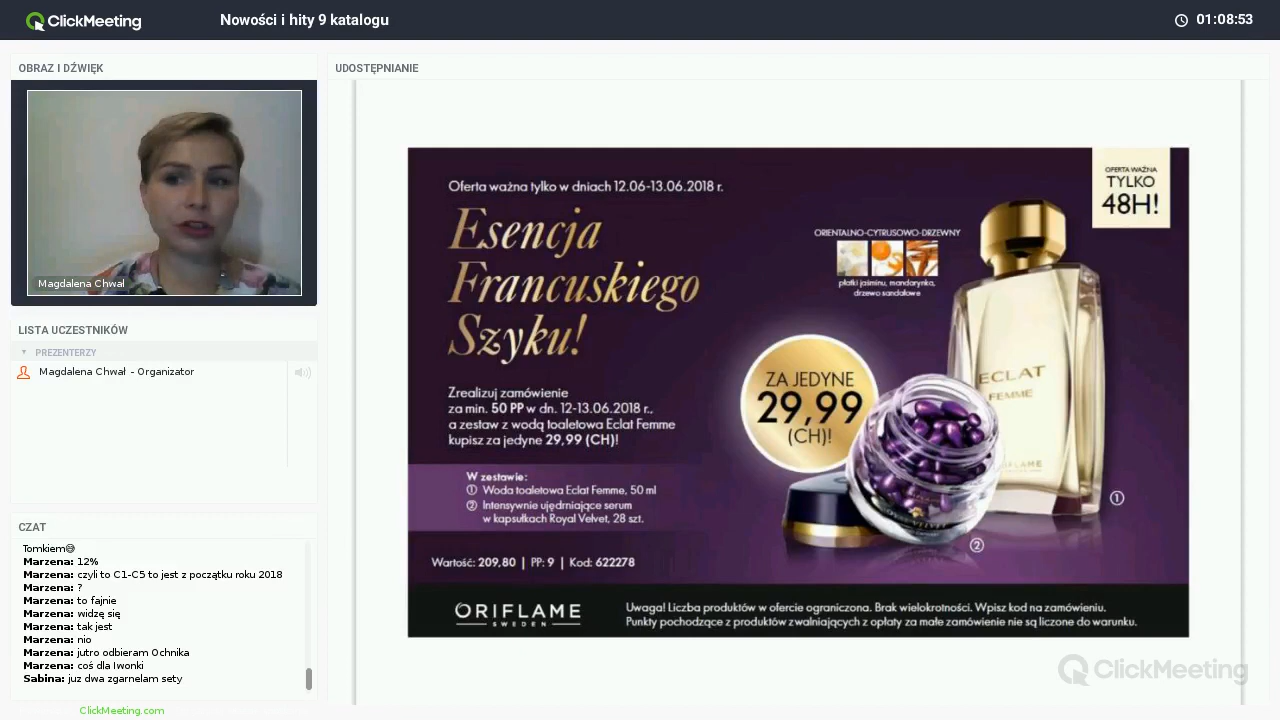 ClickMeeting
Nowości i hity 9 katalogu
01:08:53
OBRAZ I DŹWIĘK
Magdalena Chwał
LISTA UCZESTNIKÓW
PREZENTERZY
Magdalena Chwał - Organizator
CZAT
Tomkiem
Marzena: 12%
Marzena: czyli to C1-C5 to jest z początku roku 2018
Marzena: ?
Marzena: to fajnie
Marzena: widzę się
Marzena: tak jest
Marzena: nio
Marzena: jutro odbieram Ochnika
Marzena: coś dla Iwonki
Sabina: juz dwa zgarnelam sety
ClickMeeting.com
UDOSTĘPNIANIE
Oferta ważna tylko w dniach 12.06-13.06.2018 r.
Esencja
Francuskiego
Szyku!
Zrealizuj zamówienie
za min. 50 PP w dn. 12-13.06.2018 r.,
a zestaw z wodą toaletowa Eclat Femme
kupisz za jedyne 29,99 (CH)!
W zestawie:
① Woda toaletowa Eclat Femme, 50 ml
② Intensywnie ujędrniające serum
w kapsułkach Royal Velvet, 28 szt.
Wartość: 209,80 | PP: 9 | Kod: 622278
OFERTA WAŻNA
TYLKO
48H!
ORIENTALNO-CYTRUSOWO-DRZEWNY
płatki jaśminu, mandarynka,
drzewo sandałowe
ZA JEDYNE
29,99
(CH)!
ECLAT
FEMME
ORIFLAME
①
②
ORIFLAME
SWEDEN
Uwaga! Liczba produktów w ofercie ograniczona. Brak wielokrotności. Wpisz kod na zamówieniu.
Punkty pochodzące z produktów zwalniających z opłaty za małe zamówienie nie są liczone do warunku.
ClickMeeting